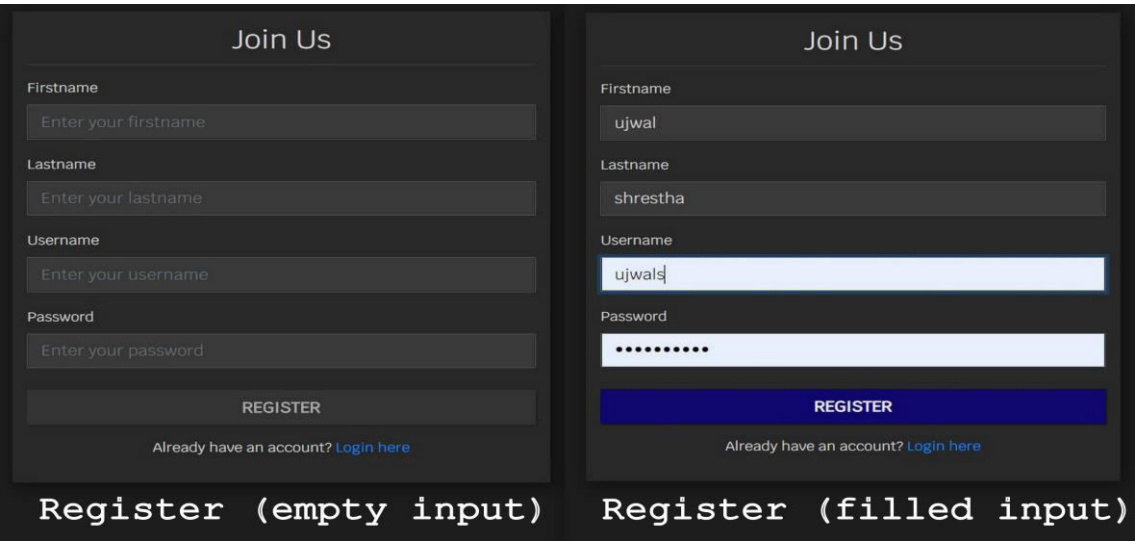 Join Us
Firstname
Enter your firstname
Lastname
Enter your lastname
Username
Enter your username
Password
Enter your password
REGISTER
Already have an account? Login here
Register (empty input)
Join Us
Firstname
ujwal
Lastname
shrestha
Username
ujwals
Password
••••••••••
REGISTER
Already have an account? Login here
Register (filled input)